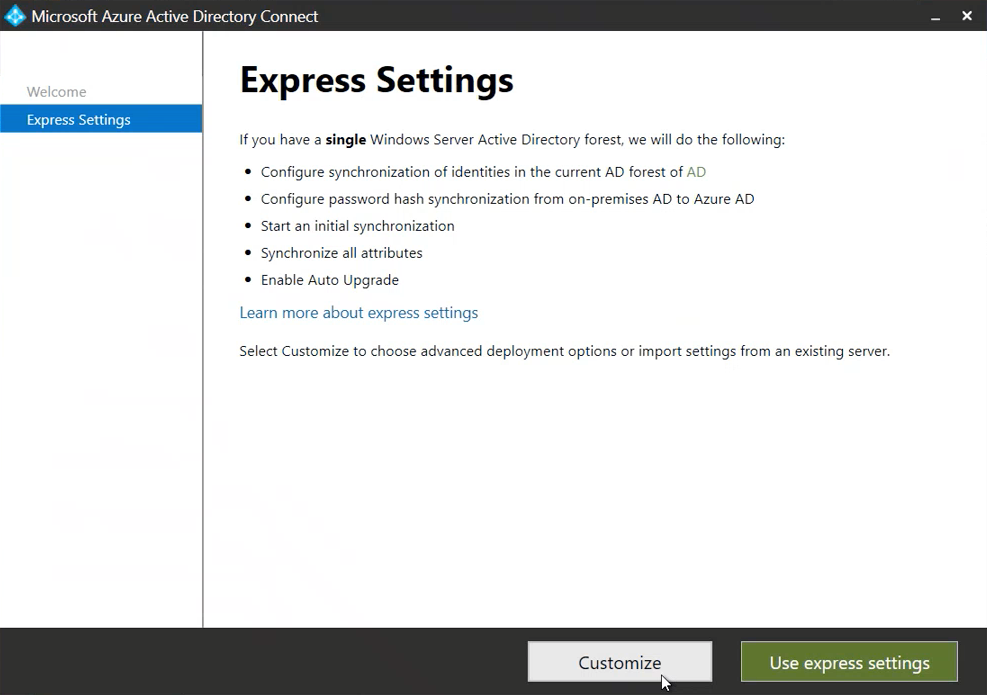 Microsoft Azure Active Directory Connect
Welcome
Express Settings
Express Settings
If you have a single Windows Server Active Directory forest, we will do the following:
• Configure synchronization of identities in the current AD forest of AD
• Configure password hash synchronization from on-premises AD to Azure AD
• Start an initial synchronization
• Synchronize all attributes
• Enable Auto Upgrade
Learn more about express settings
Select Customize to choose advanced deployment options or import settings from an existing server.
Customize
Use express settings